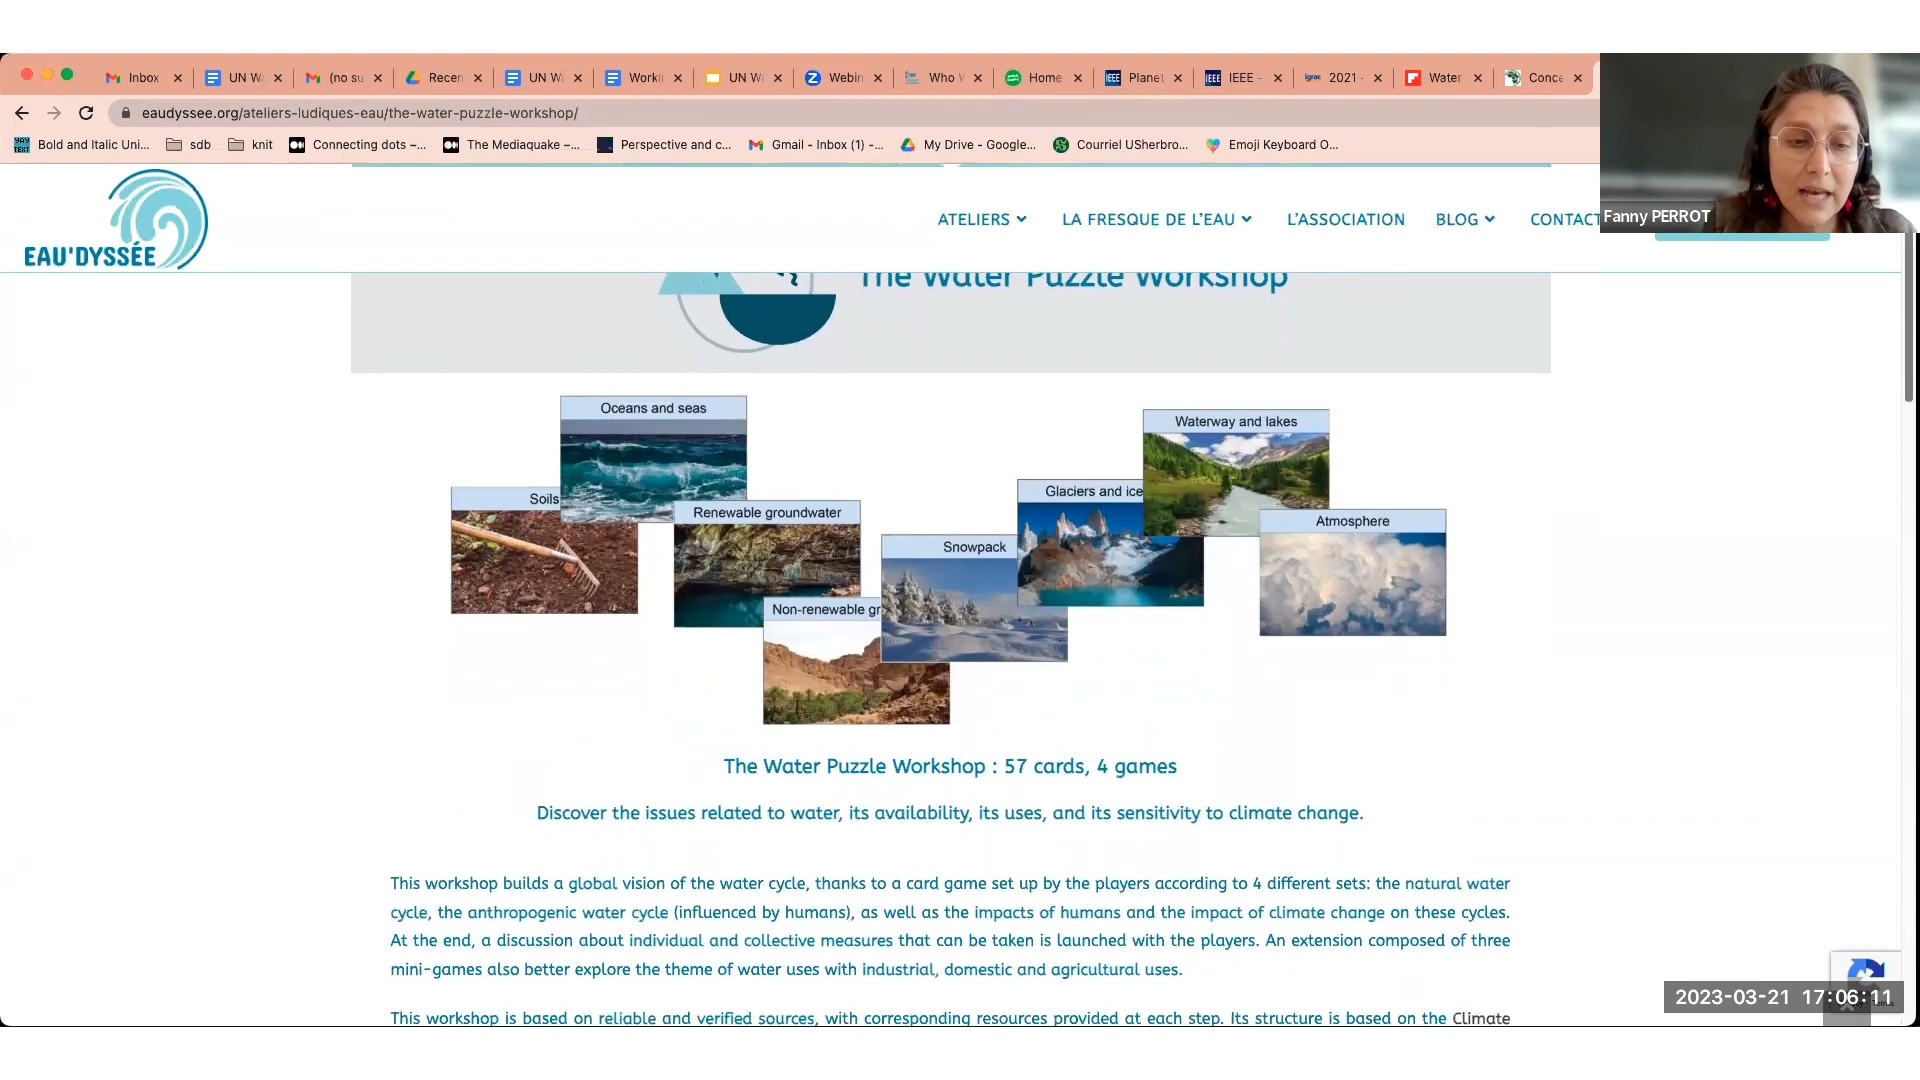 Inbox
UN W
(no su
Recen
UN W
Worki
UN W
Webin
Who W
Home
IEEE
Planet
IEEE
IEEE -
igrac
2021 -
Water
Conce
eaudyssee.org/ateliers-ludiques-eau/the-water-puzzle-workshop/
YAY TEXT
Bold and Italic Uni...
sdb
knit
Connecting dots –...
The Mediaquake –...
Perspective and c...
Gmail - Inbox (1) -...
My Drive - Google...
Courriel USherbro...
Emoji Keyboard O...
EAU'DYSSÉE
ATELIERS
LA FRESQUE DE L'EAU
L'ASSOCIATION
BLOG
CONTACT
Fanny PERROT
The Water Puzzle Workshop
Oceans and seas
Waterway and lakes
Soils
Glaciers and ice
Renewable groundwater
Atmosphere
Snowpack
Non-renewable gr
The Water Puzzle Workshop : 57 cards, 4 games
Discover the issues related to water, its availability, its uses, and its sensitivity to climate change.
This workshop builds a global vision of the water cycle, thanks to a card game set up by the players according to 4 different sets: the natural water
cycle, the anthropogenic water cycle (influenced by humans), as well as the impacts of humans and the impact of climate change on these cycles.
At the end, a discussion about individual and collective measures that can be taken is launched with the players. An extension composed of three
mini-games also better explore the theme of water uses with industrial, domestic and agricultural uses.
2023-03-21 17:06:11
This workshop is based on reliable and verified sources, with corresponding resources provided at each step. Its structure is based on the Climate